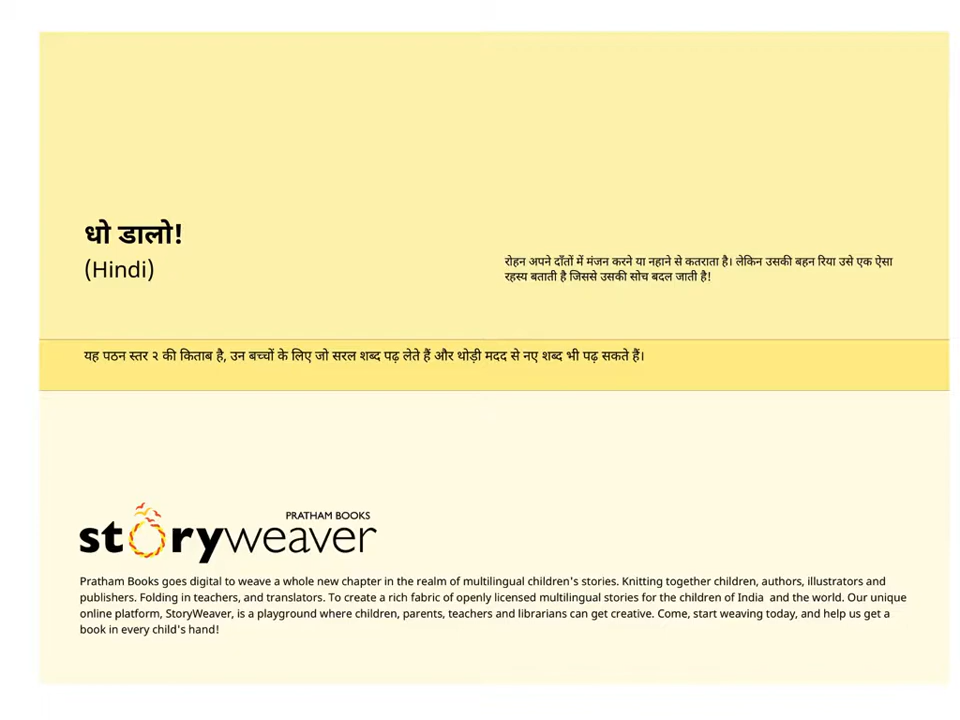 धो डालो!
(Hindi)
रोहन अपने दाँतों में मंजन करने या नहाने से कतराता है। लेकिन उसकी बहन रिया उसे एक ऐसा
रहस्य बताती है जिससे उसकी सोच बदल जाती है!
यह पठन स्तर २ की किताब है, उन बच्चों के लिए जो सरल शब्द पढ़ लेते हैं और थोड़ी मदद से नए शब्द भी पढ़ सकते हैं।
PRATHAM BOOKS
storyweaver
Pratham Books goes digital to weave a whole new chapter in the realm of multilingual children's stories. Knitting together children, authors, illustrators and
publishers. Folding in teachers, and translators. To create a rich fabric of openly licensed multilingual stories for the children of India and the world. Our unique
online platform, StoryWeaver, is a playground where children, parents, teachers and librarians can get creative. Come, start weaving today, and help us get a
book in every child's hand!